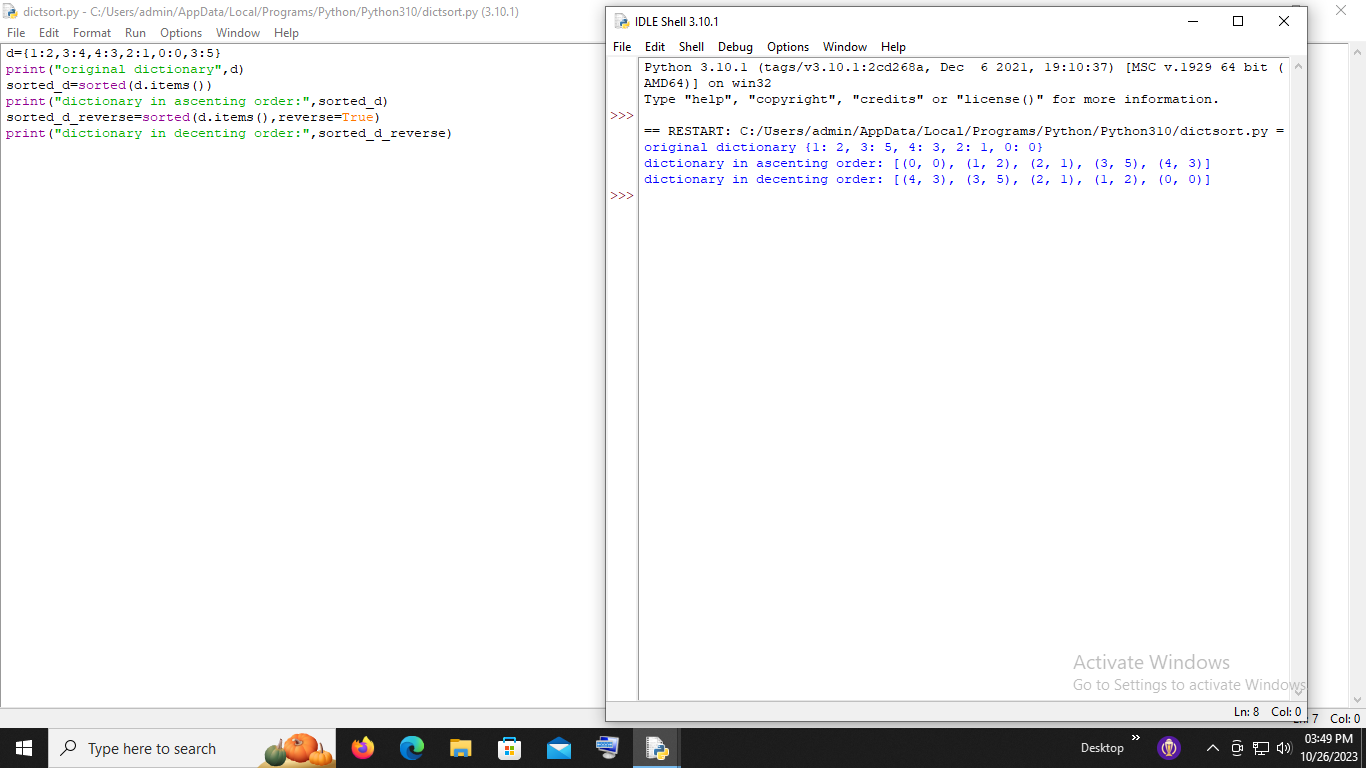 dictsort.py - C:/Users/admin/AppData/Local/Programs/Python/Python310/dictsort.py (3.10.1)
File Edit Format Run Options Window Help
d={1:2,3:4,4:3,2:1,0:0,3:5}
print("original dictionary",d)
sorted_d=sorted(d.items())
print("dictionary in ascenting order:",sorted_d)
sorted_d_reverse=sorted(d.items(),reverse=True)
print("dictionary in decenting order:",sorted_d_reverse)
IDLE Shell 3.10.1
File Edit Shell Debug Options Window Help
Python 3.10.1 (tags/v3.10.1:2cd268a, Dec  6 2021, 19:10:37) [MSC v.1929 64 bit (
AMD64)] on win32
Type "help", "copyright", "credits" or "license()" for more information.
>>>
== RESTART: C:/Users/admin/AppData/Local/Programs/Python/Python310/dictsort.py =
original dictionary {1: 2, 3: 5, 4: 3, 2: 1, 0: 0}
dictionary in ascenting order: [(0, 0), (1, 2), (2, 1), (3, 5), (4, 3)]
dictionary in decenting order: [(4, 3), (3, 5), (2, 1), (1, 2), (0, 0)]
>>>
Activate Windows
Go to Settings to activate Windows.
Ln: 8 Col: 0
Ln: 7 Col: 0
Type here to search
Desktop
03:49 PM
10/26/2023